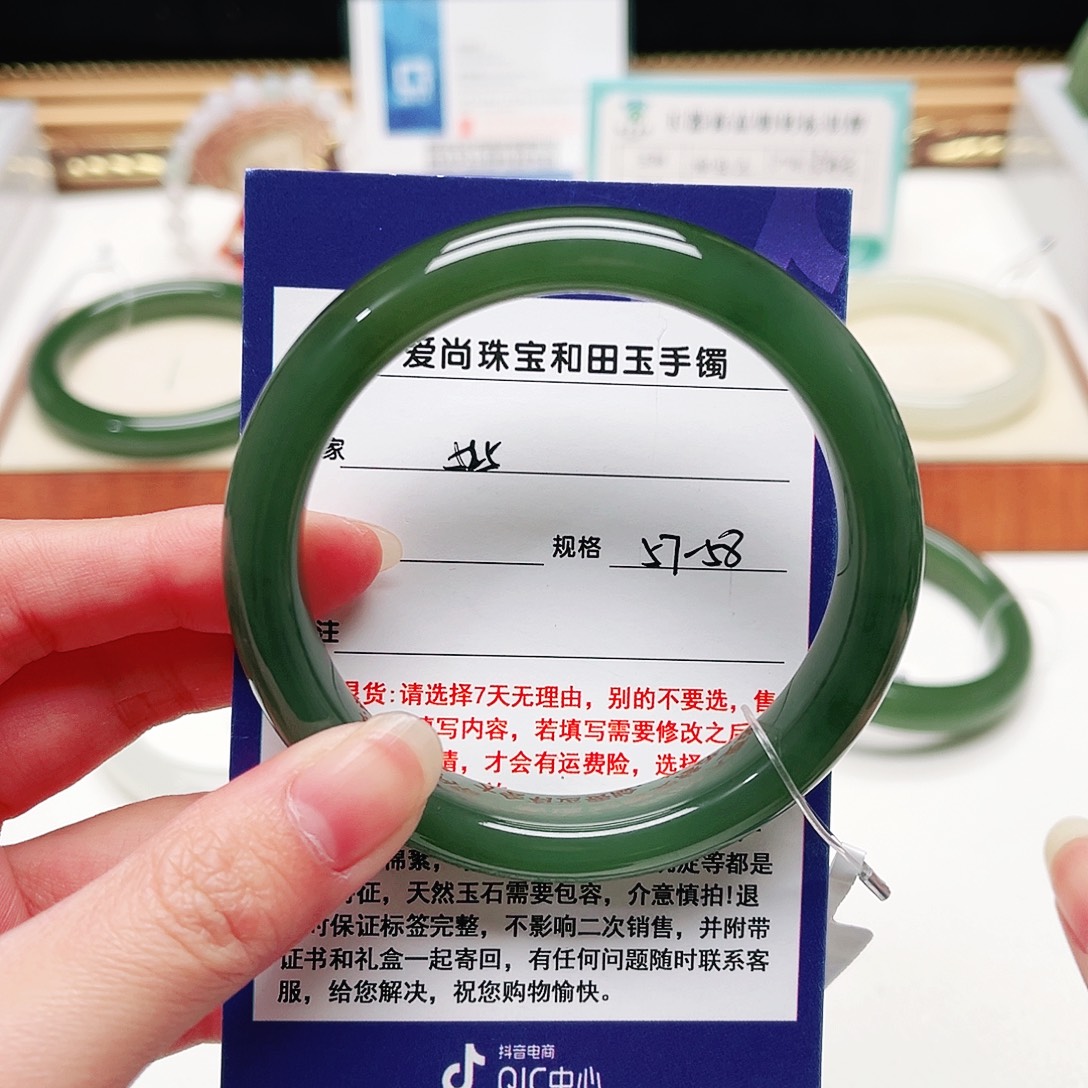 爱尚珠宝和田玉手镯
家
规格 57-58
注
退货:请选择7天无理由，别的不要选，售
填写内容，若填写需要修改之后
请，才会有运费险，选择
棉絮，
等都是
征，天然玉石需要包容，介意慎拍!退
时保证标签完整，不影响二次销售，并附带
证书和礼盒一起寄回，有任何问题随时联系客
服，给您解决，祝您购物愉快。
抖音电商
QIC中心